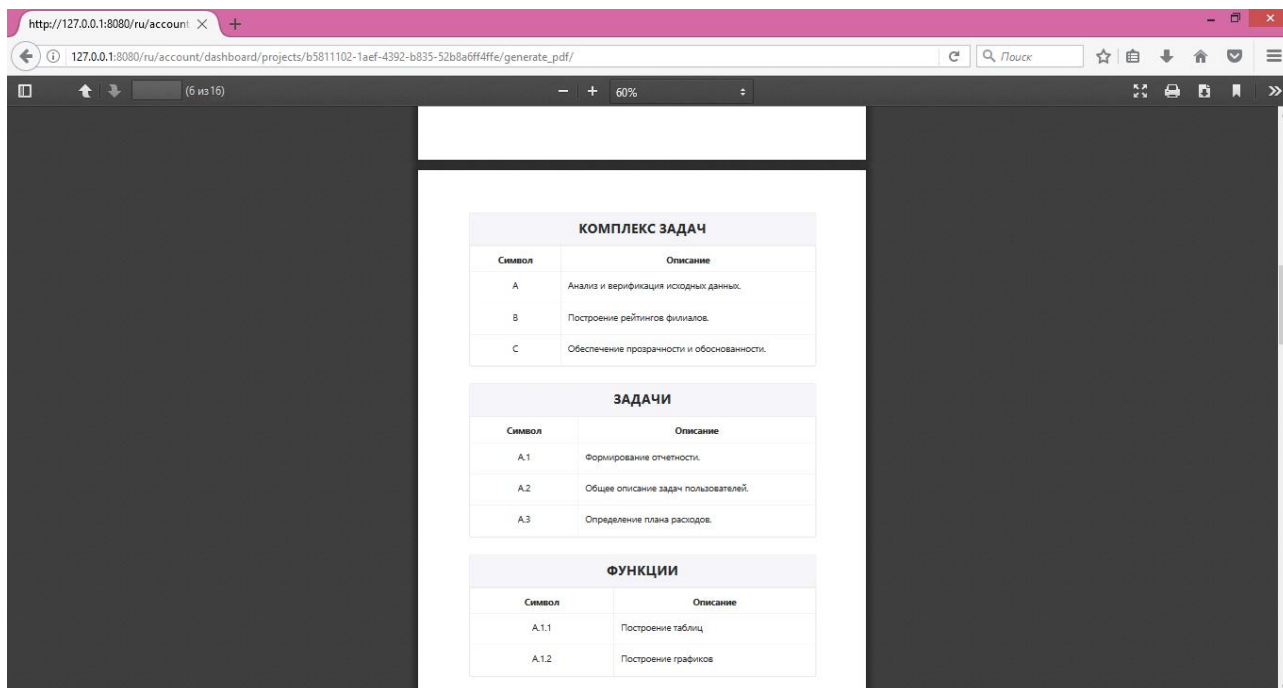 http://127.0.0.1:8080/ru/account
127.0.0.1:8080/ru/account/dashboard/projects/b5811102-1aef-4392-b835-52b8a6ff4ffe/generate_pdf/
Поиск
(6 из 16)
60%
КОМПЛЕКС ЗАДАЧ
Символ Описание
A Анализ и верификация исходных данных.
B Построение рейтингов филиалов.
C Обеспечение прозрачности и обоснованности.
ЗАДАЧИ
Символ Описание
A.1 Формирование отчетности.
A.2 Общее описание задач пользователей.
A.3 Определение плана расходов.
ФУНКЦИИ
Символ Описание
A.1.1 Построение таблиц
A.1.2 Построение графиков